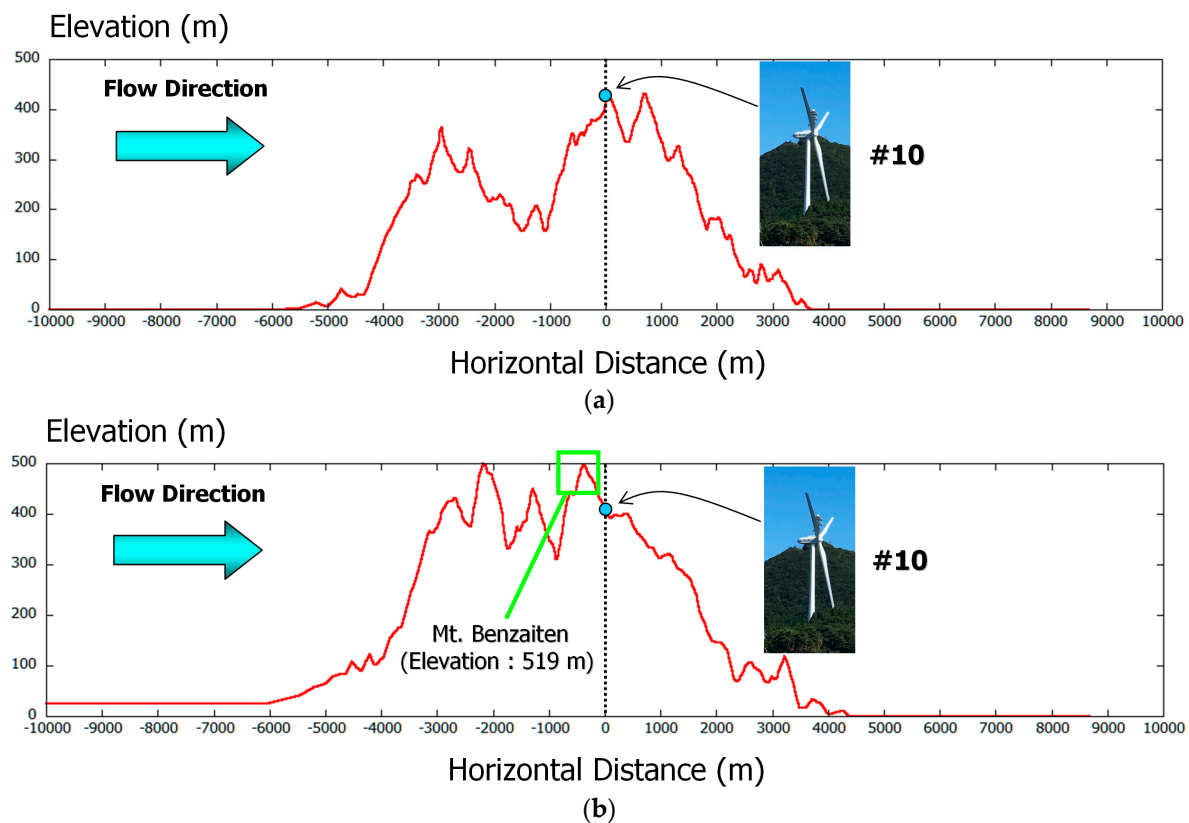 Elevation (m)
500
400
300
200
100
0
Flow Direction
#10
-10000 -9000 -8000 -7000 -6000 -5000 -4000 -3000 -2000 -1000 0 1000 2000 3000 4000 5000 6000 7000 8000 9000 10000
Horizontal Distance (m)
(a)
Elevation (m)
500
400
300
200
100
0
Flow Direction
#10
Mt. Benzaiten
(Elevation : 519 m)
-10000 -9000 -8000 -7000 -6000 -5000 -4000 -3000 -2000 -1000 0 1000 2000 3000 4000 5000 6000 7000 8000 9000 10000
Horizontal Distance (m)
(b)